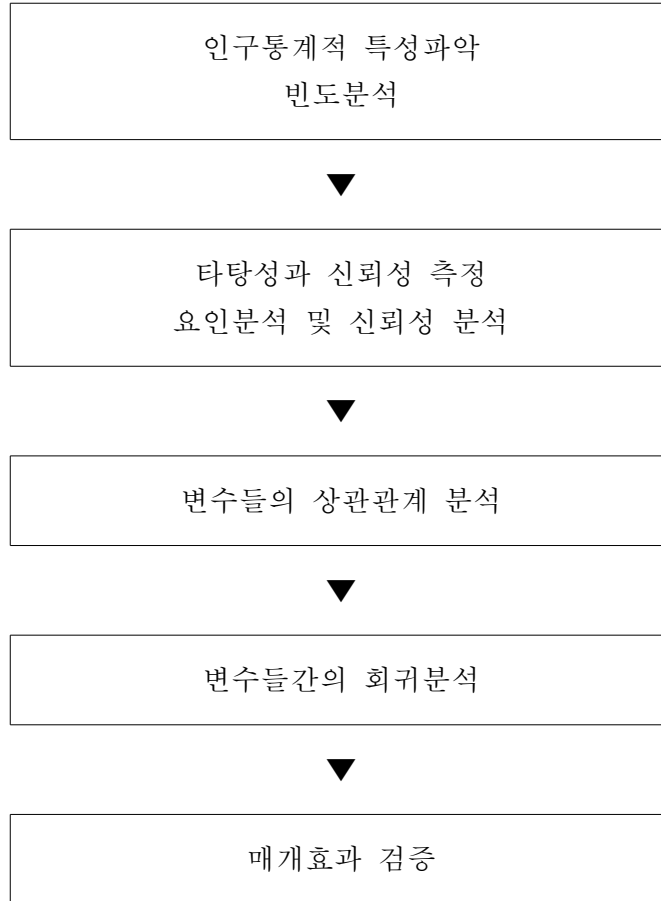 인구통계적 특성파악
빈도분석
타탕성과 신뢰성 측정
요인분석 및 신뢰성 분석
변수들의 상관관계 분석
변수들간의 회귀분석
매개효과 검증